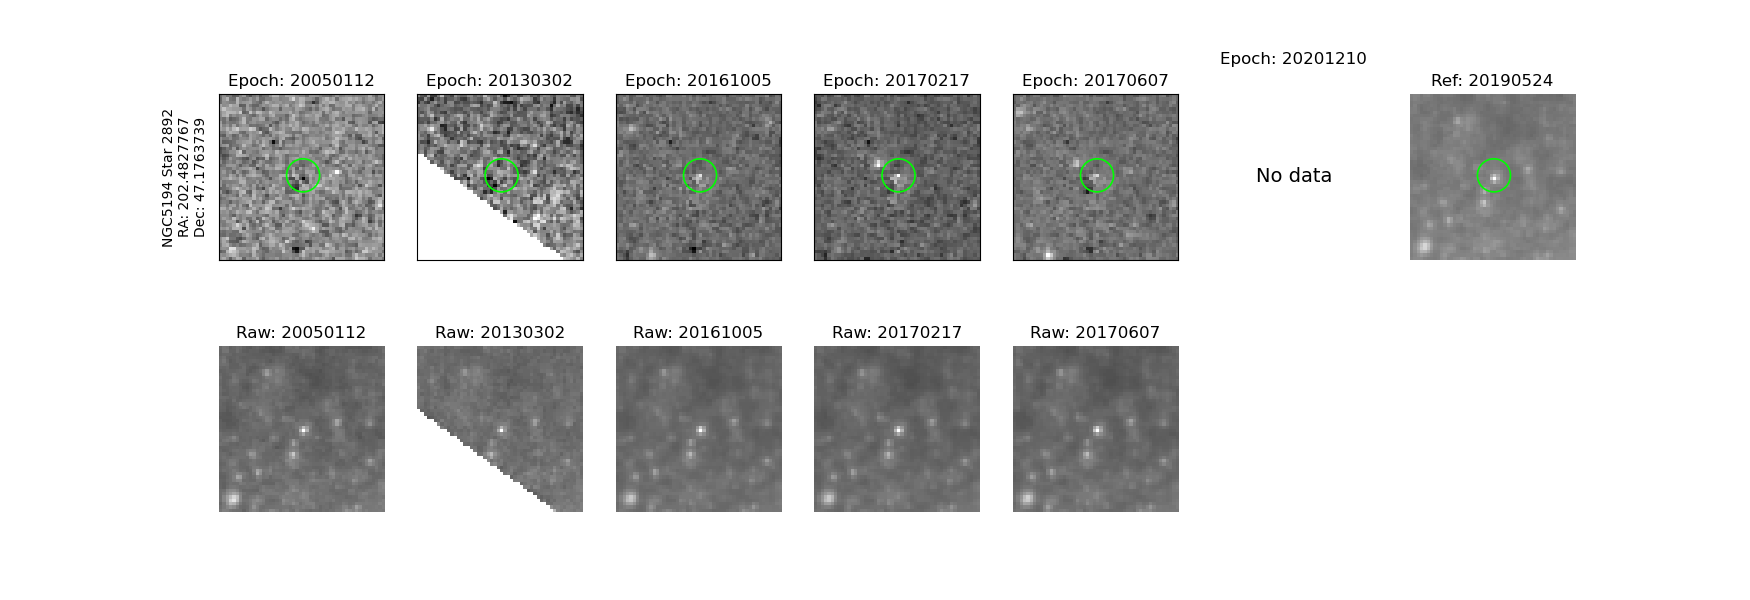 Epoch: 20050112
Epoch: 20130302
Epoch: 20161005
Epoch: 20170217
Epoch: 20170607
Epoch: 20201210
Ref: 20190524
NGC5194 Star 2892
RA: 202.4827767
Dec: 47.1763739
No data
Raw: 20050112
Raw: 20130302
Raw: 20161005
Raw: 20170217
Raw: 20170607